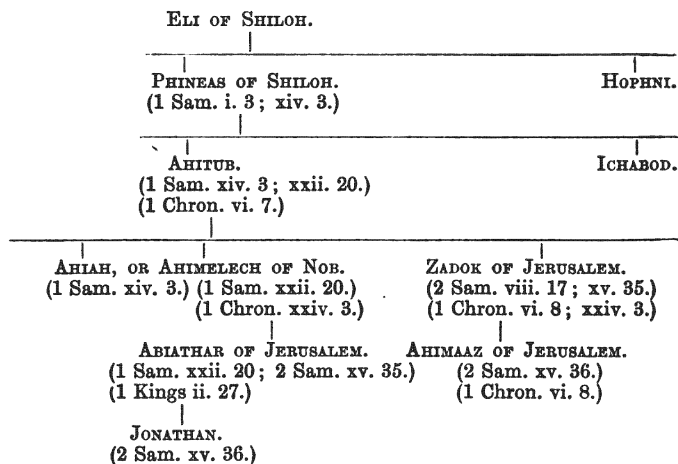 ELI OF SHILOH.
PHINEAS OF SHILOH. HOPHNI.
(1 Sam. i. 3; xiv. 3.)
AHITUB. ICHABOD.
(1 Sam. xiv. 3; xxii. 20.)
(1 Chron. vi. 7.)
AHIAH, OR AHIMELECH OF NOB. ZADOK OF JERUSALEM.
(1 Sam. xiv. 3.) (1 Sam. xxii. 20.) (2 Sam. viii. 17; xv. 35.)
(1 Chron. xxiv. 3.) (1 Chron. vi. 8; xxiv. 3.)
ABIATHAR OF JERUSALEM. AHIMAAZ OF JERUSALEM.
(1 Sam. xxii. 20; 2 Sam. xv. 35.) (2 Sam. xv. 36.)
(1 Kings ii. 27.) (1 Chron. vi. 8.)
JONATHAN.
(2 Sam. xv. 36.)